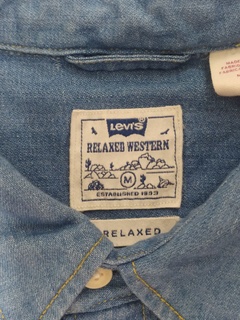 Levi's
RELAXED WESTERN
M
ESTABLISHED 1853
RELAXED